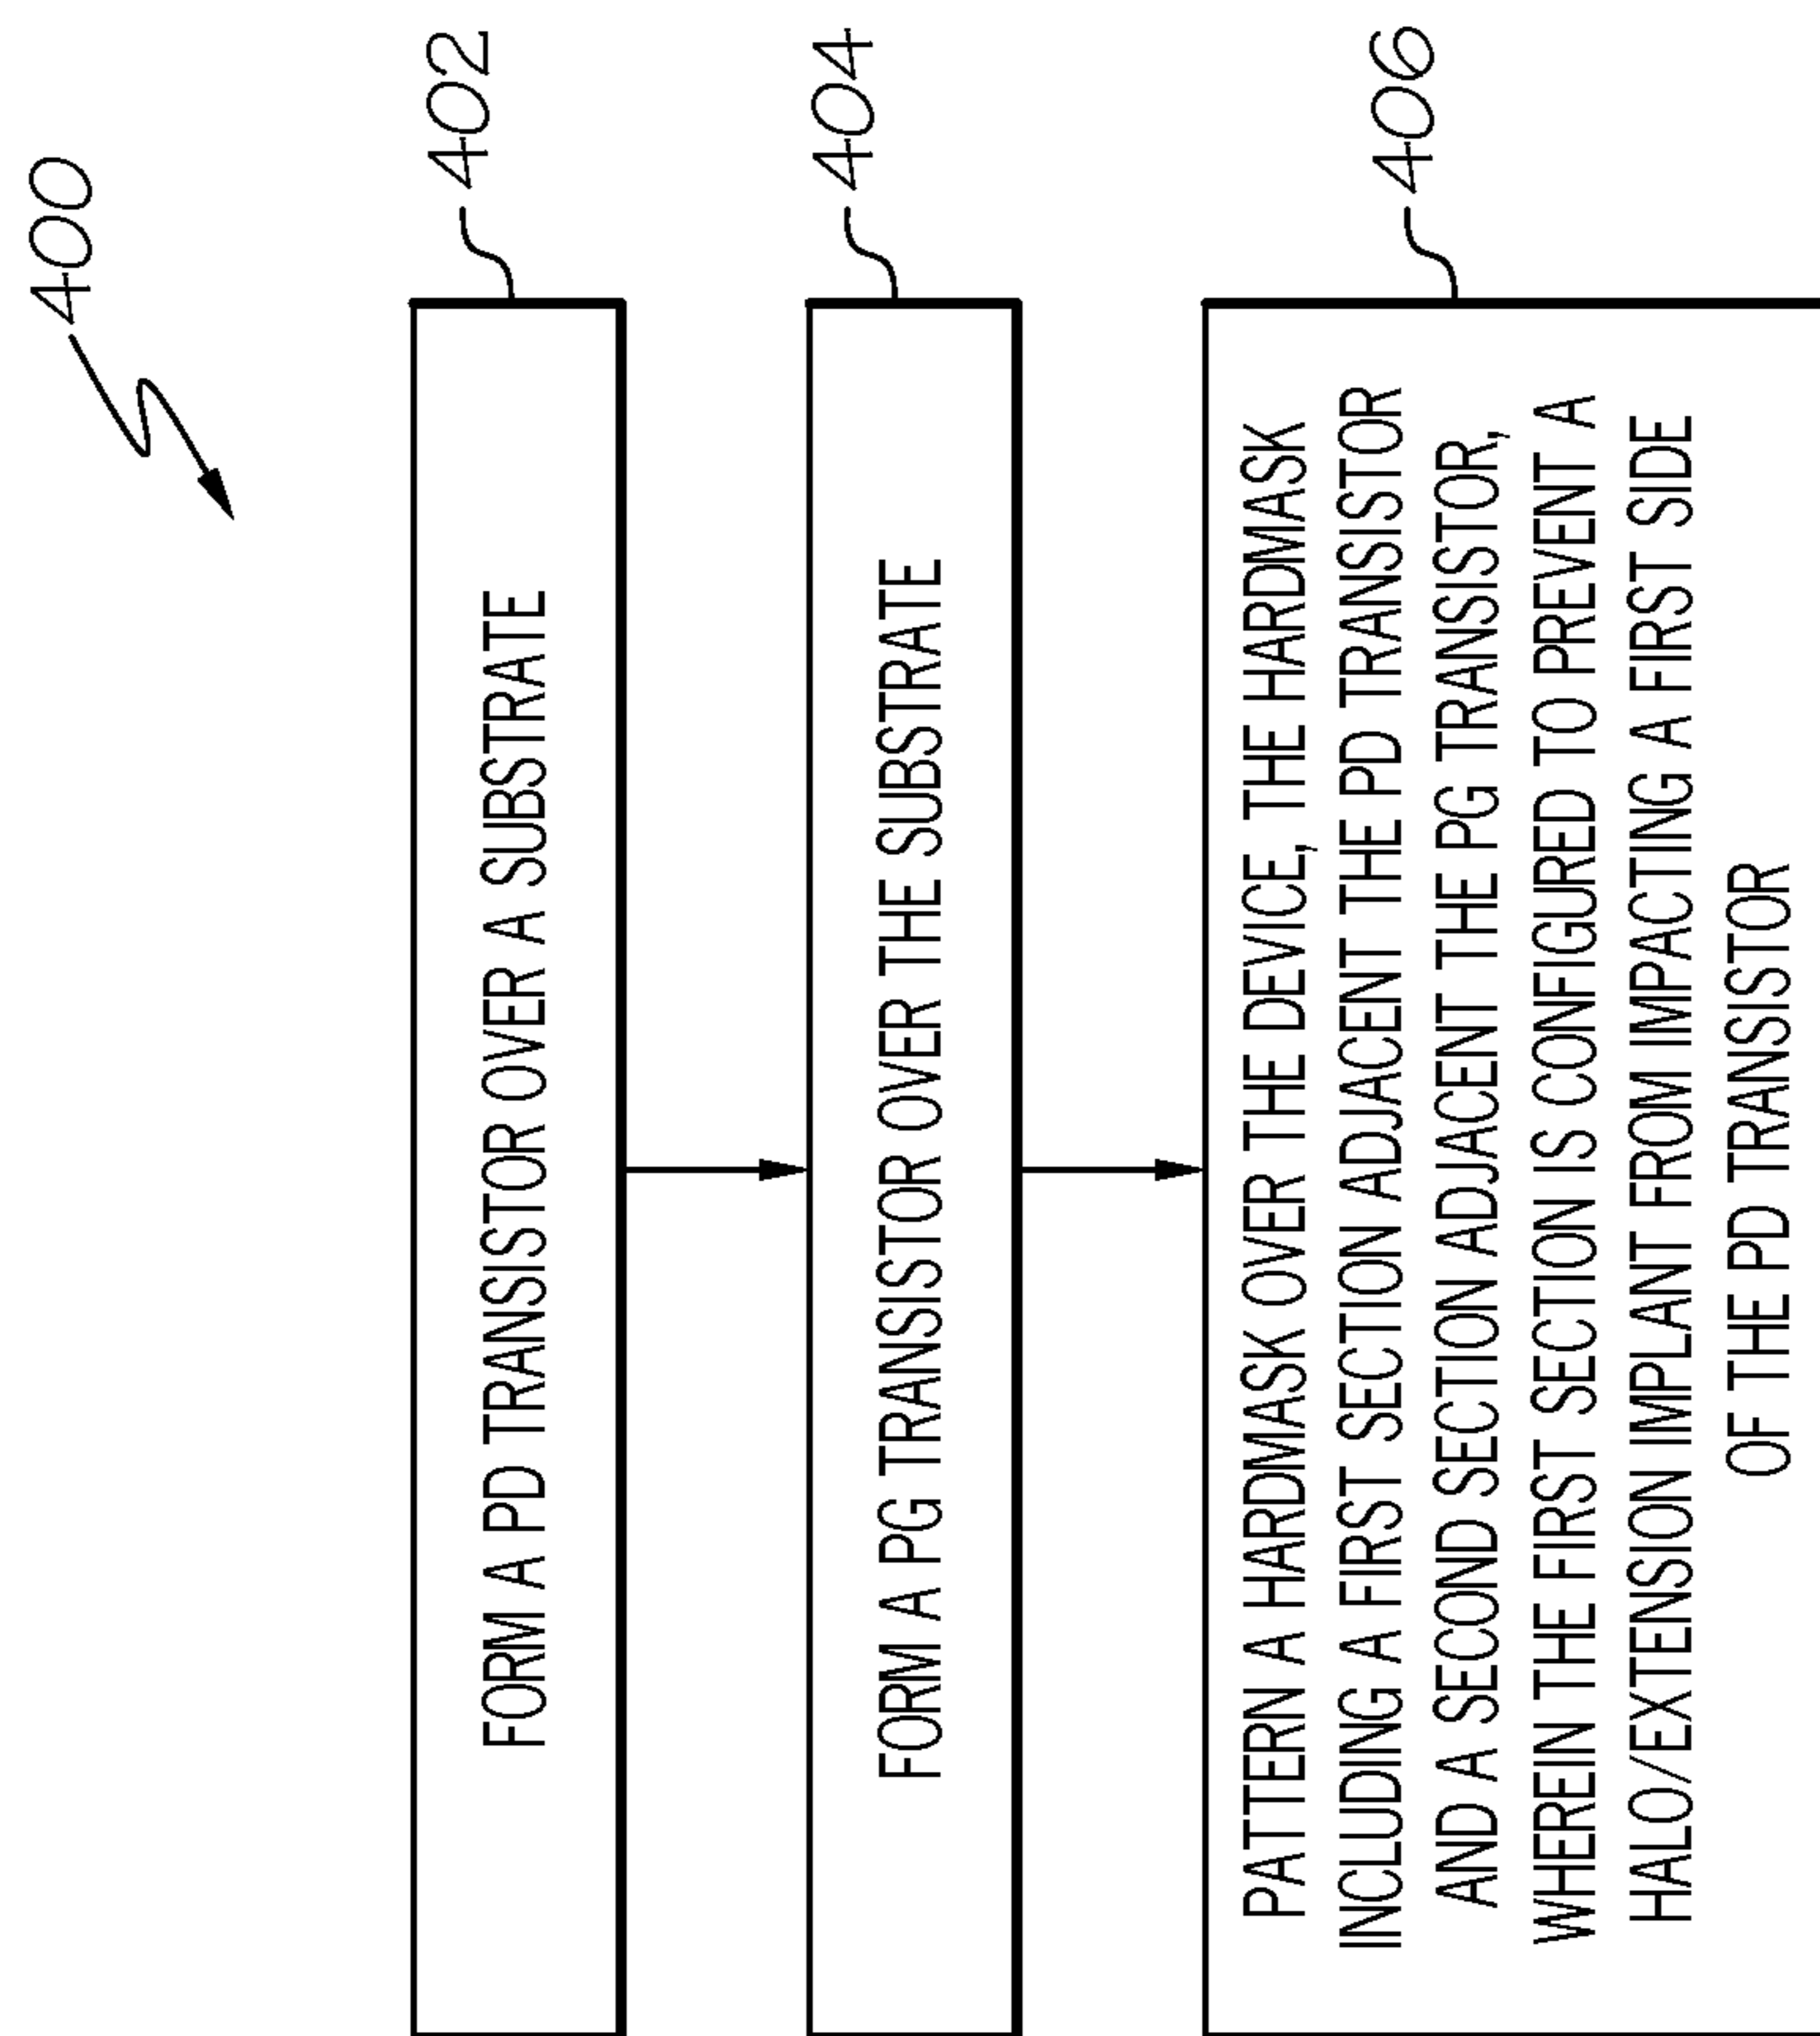 400
402
FORM A PD TRANSISTOR OVER A SUBSTRATE
404
FORM A PG TRANSISTOR OVER THE SUBSTRATE
406
PATTERN A HARDMASK OVER THE DEVICE, THE HARDMASK
INCLUDING A FIRST SECTION ADJACENT THE PD TRANSISTOR
AND A SECOND SECTION ADJACENT THE PG TRANSISTOR,
WHEREIN THE FIRST SECTION IS CONFIGURED TO PREVENT A
HALO/EXTENSION IMPLANT FROM IMPACTING A FIRST SIDE
OF THE PD TRANSISTOR